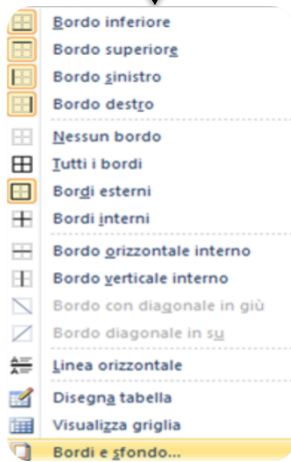 Bordo inferiore
Bordo superiore
Bordo sinistro
Bordo destro
Nessun bordo
Tutti i bordi
Bordi esterni
Bordi interni
Bordo orizzontale interno
Bordo verticale interno
Bordo con diagonale in giù
Bordo diagonale in su
Linea orizzontale
Disegna tabella
Visualizza griglia
Bordi e sfondo...